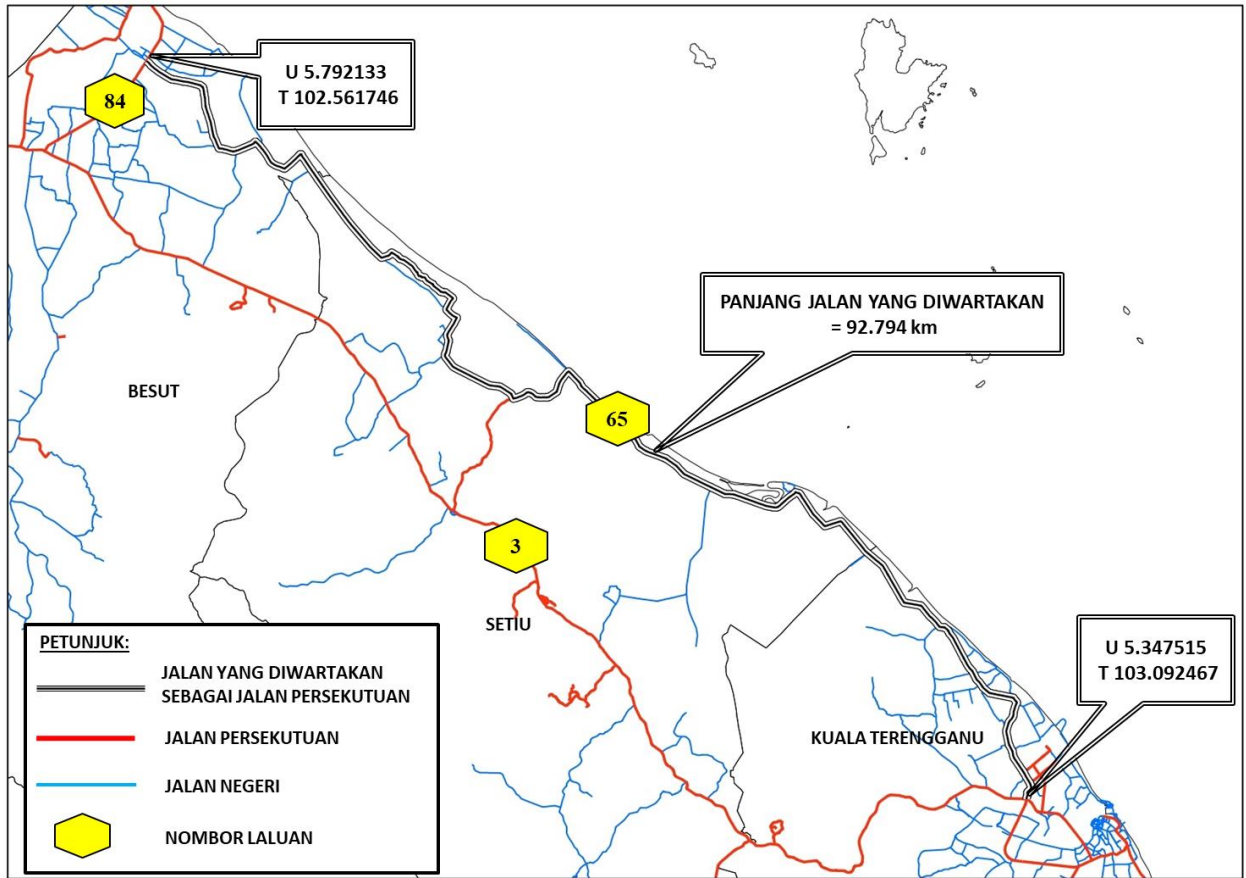 U 5.792133
T 102.561746
84
PANJANG JALAN YANG DIWARTAKAN
= 92.794 km
BESUT
65
3
SETIU
U 5.347515
T 103.092467
KUALA TERENGGANU
PETUNJUK:
JALAN YANG DIWARTAKAN
SEBAGAI JALAN PERSEKUTUAN
JALAN PERSEKUTUAN
JALAN NEGERI
NOMBOR LALUAN